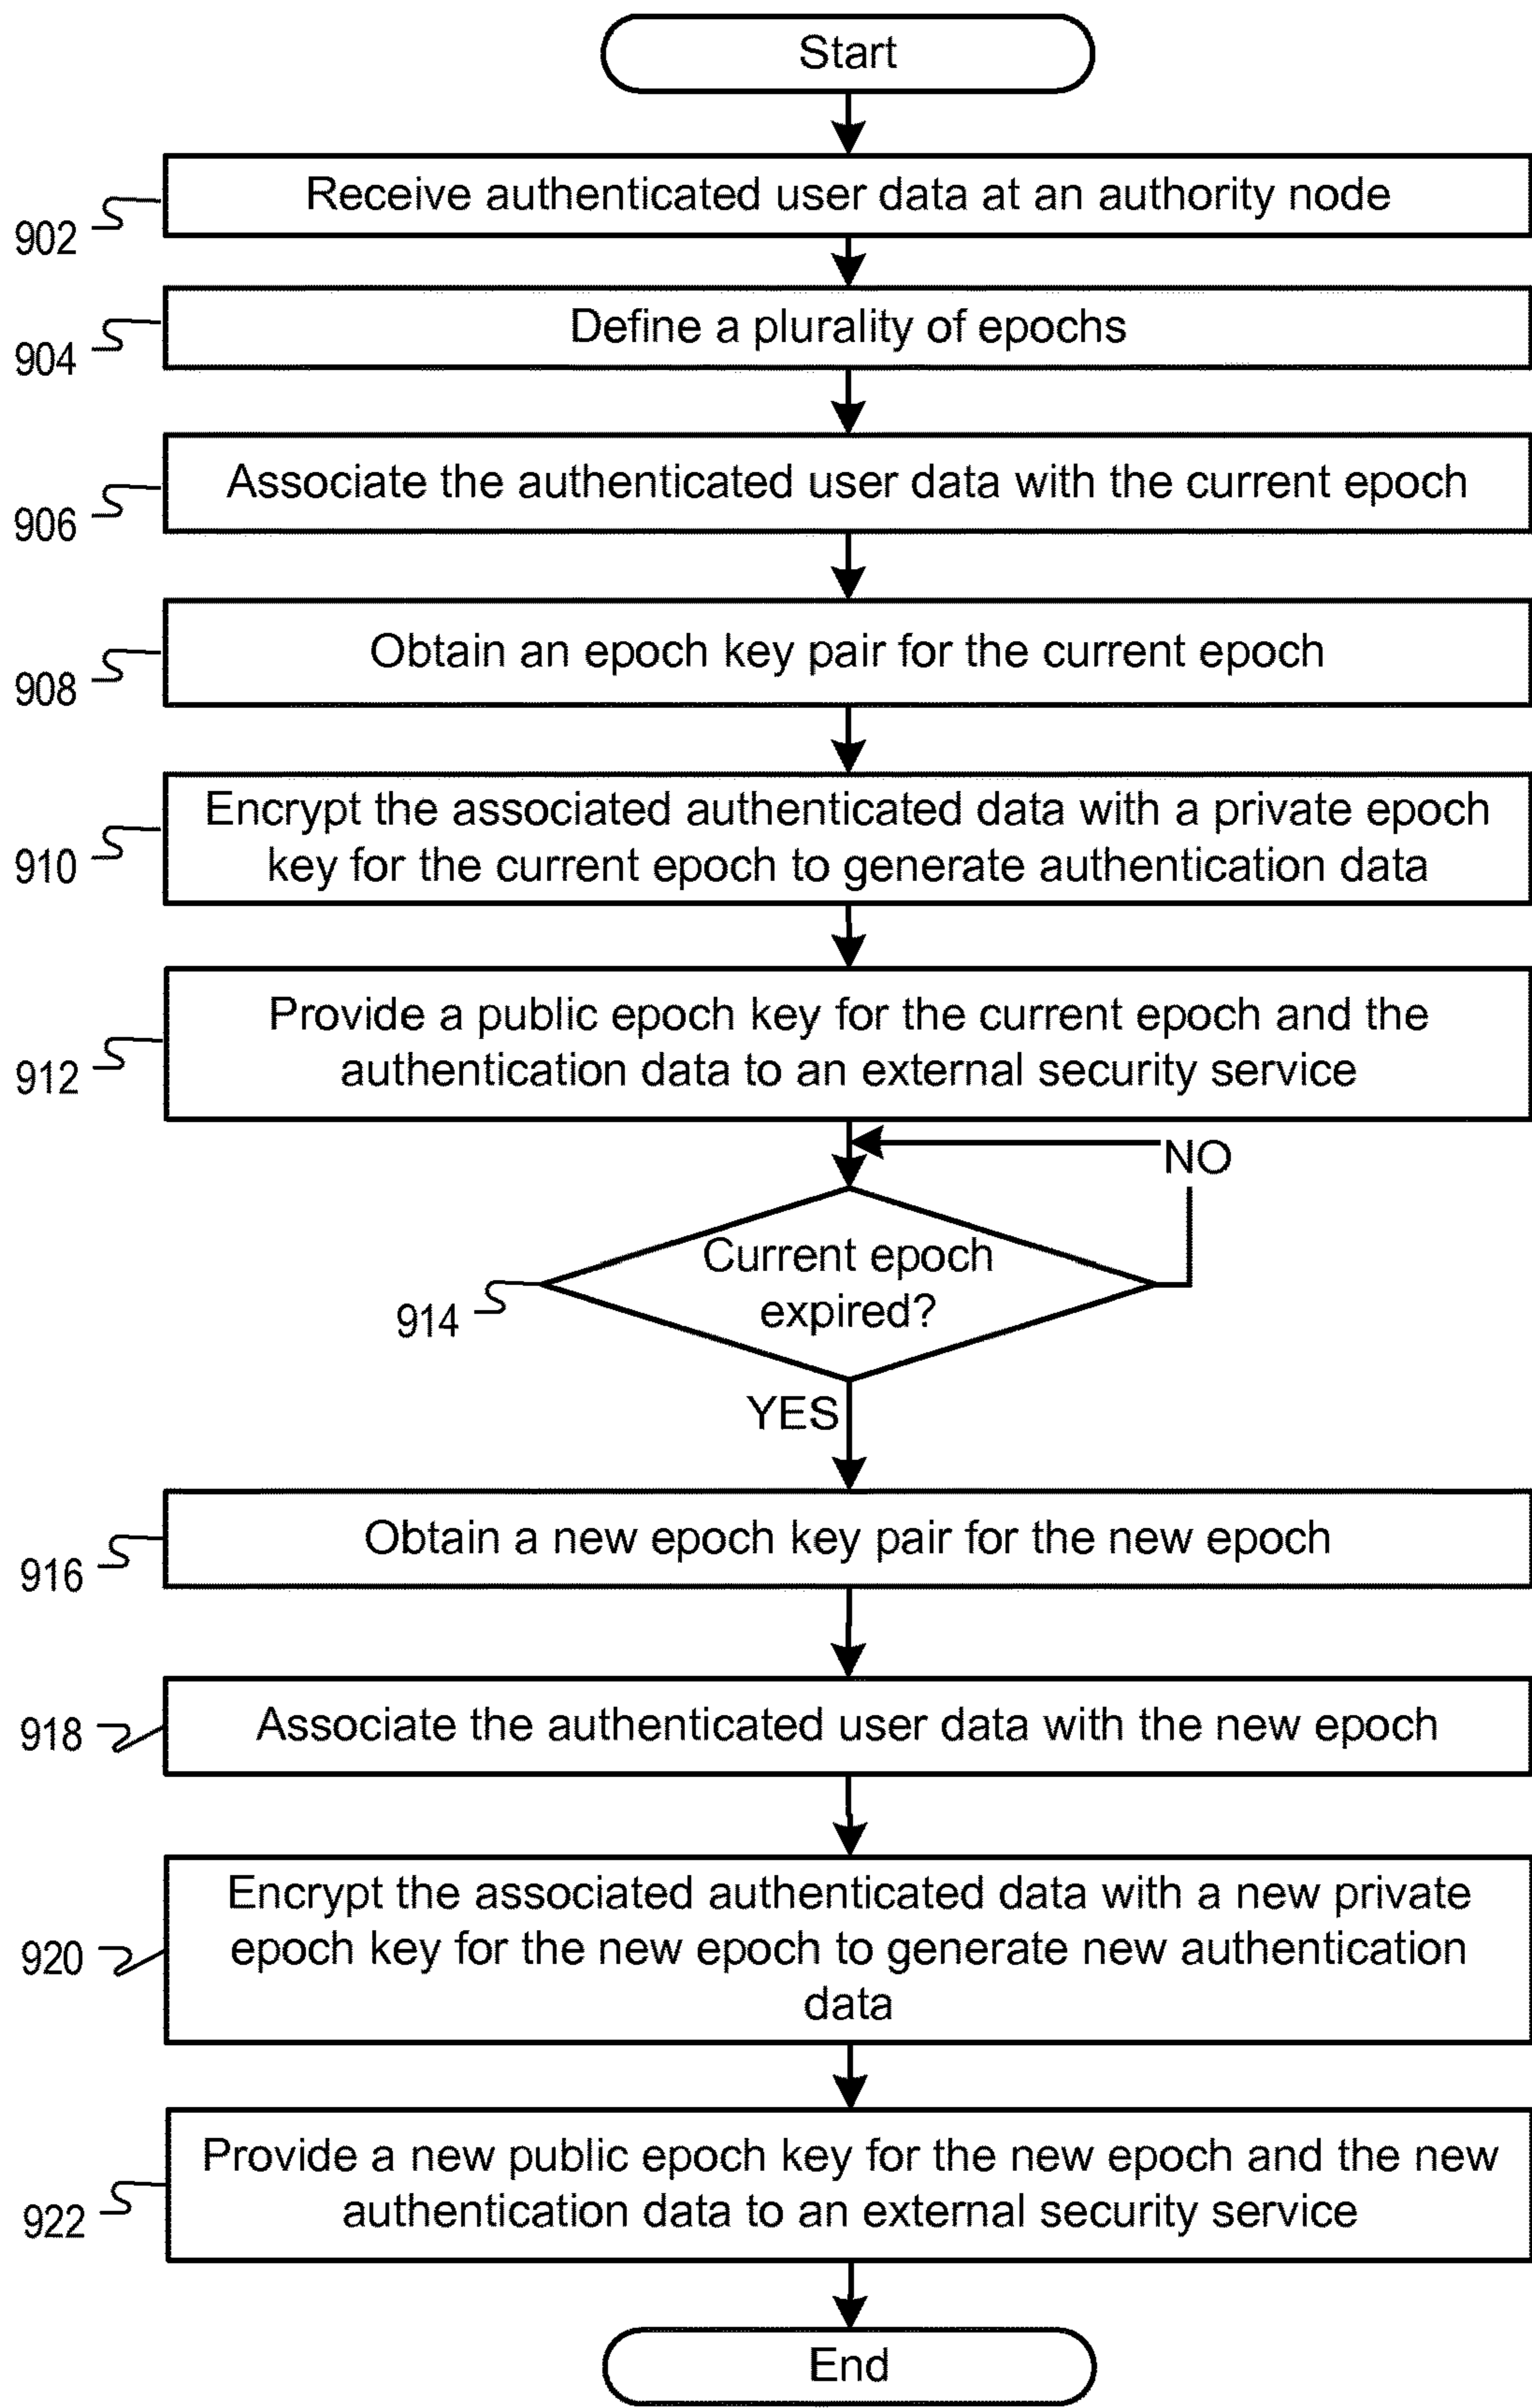 Start
Receive authenticated user data at an authority node
902
Define a plurality of epochs
904
Associate the authenticated user data with the current epoch
906
Obtain an epoch key pair for the current epoch
908
Encrypt the associated authenticated data with a private epoch
key for the current epoch to generate authentication data
910
Provide a public epoch key for the current epoch and the
authentication data to an external security service
912
NO
Current epoch
expired?
914
YES
Obtain a new epoch key pair for the new epoch
916
Associate the authenticated user data with the new epoch
918
Encrypt the associated authenticated data with a new private
epoch key for the new epoch to generate new authentication
data
920
Provide a new public epoch key for the new epoch and the new
authentication data to an external security service
922
End